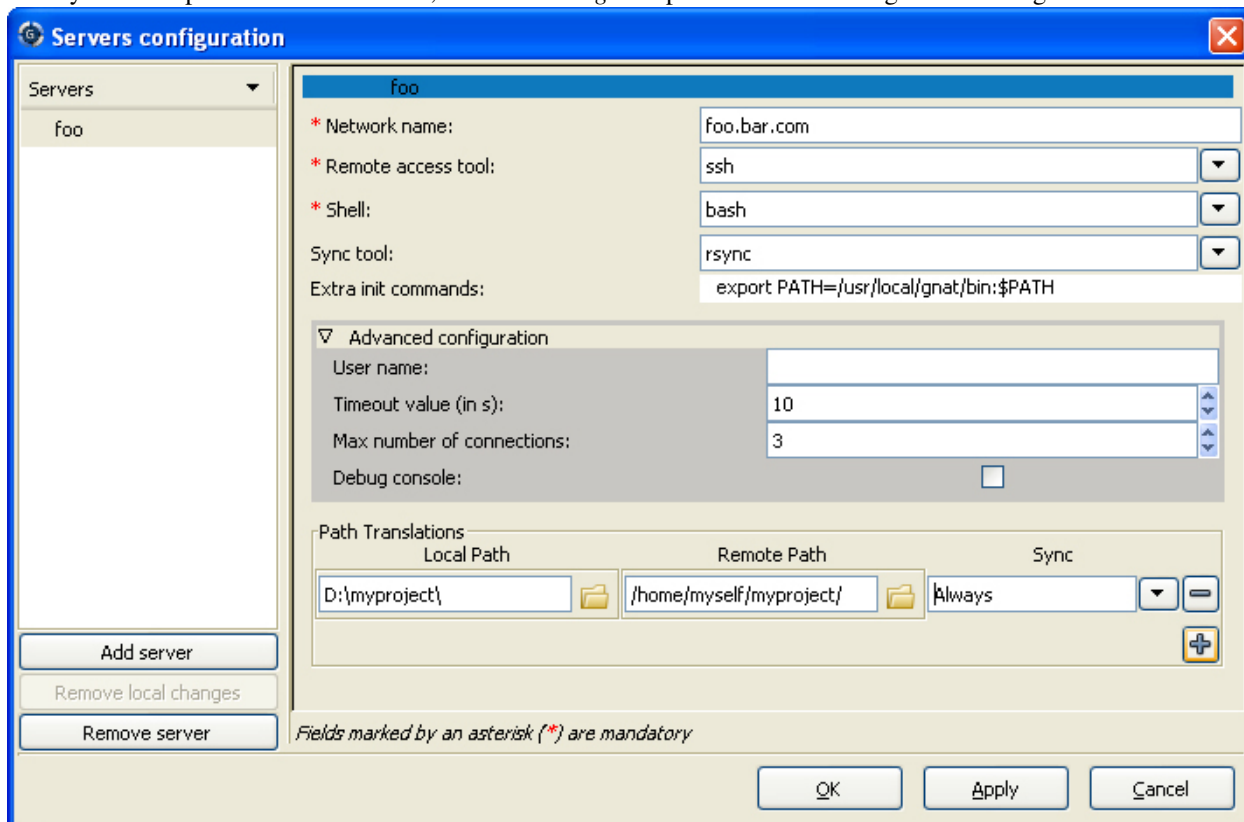 Servers configuration
Servers
foo
foo
* Network name: foo.bar.com
* Remote access tool: ssh
* Shell: bash
Sync tool: rsync
Extra init commands: export PATH=/usr/local/gnat/bin:$PATH
Advanced configuration
User name:
Timeout value (in s): 10
Max number of connections: 3
Debug console:
Path Translations
Local Path Remote Path Sync
D:\myproject\ /home/myself/myproject/ Always
Add server
Remove local changes
Remove server
Fields marked by an asterisk (*) are mandatory
OK Apply Cancel